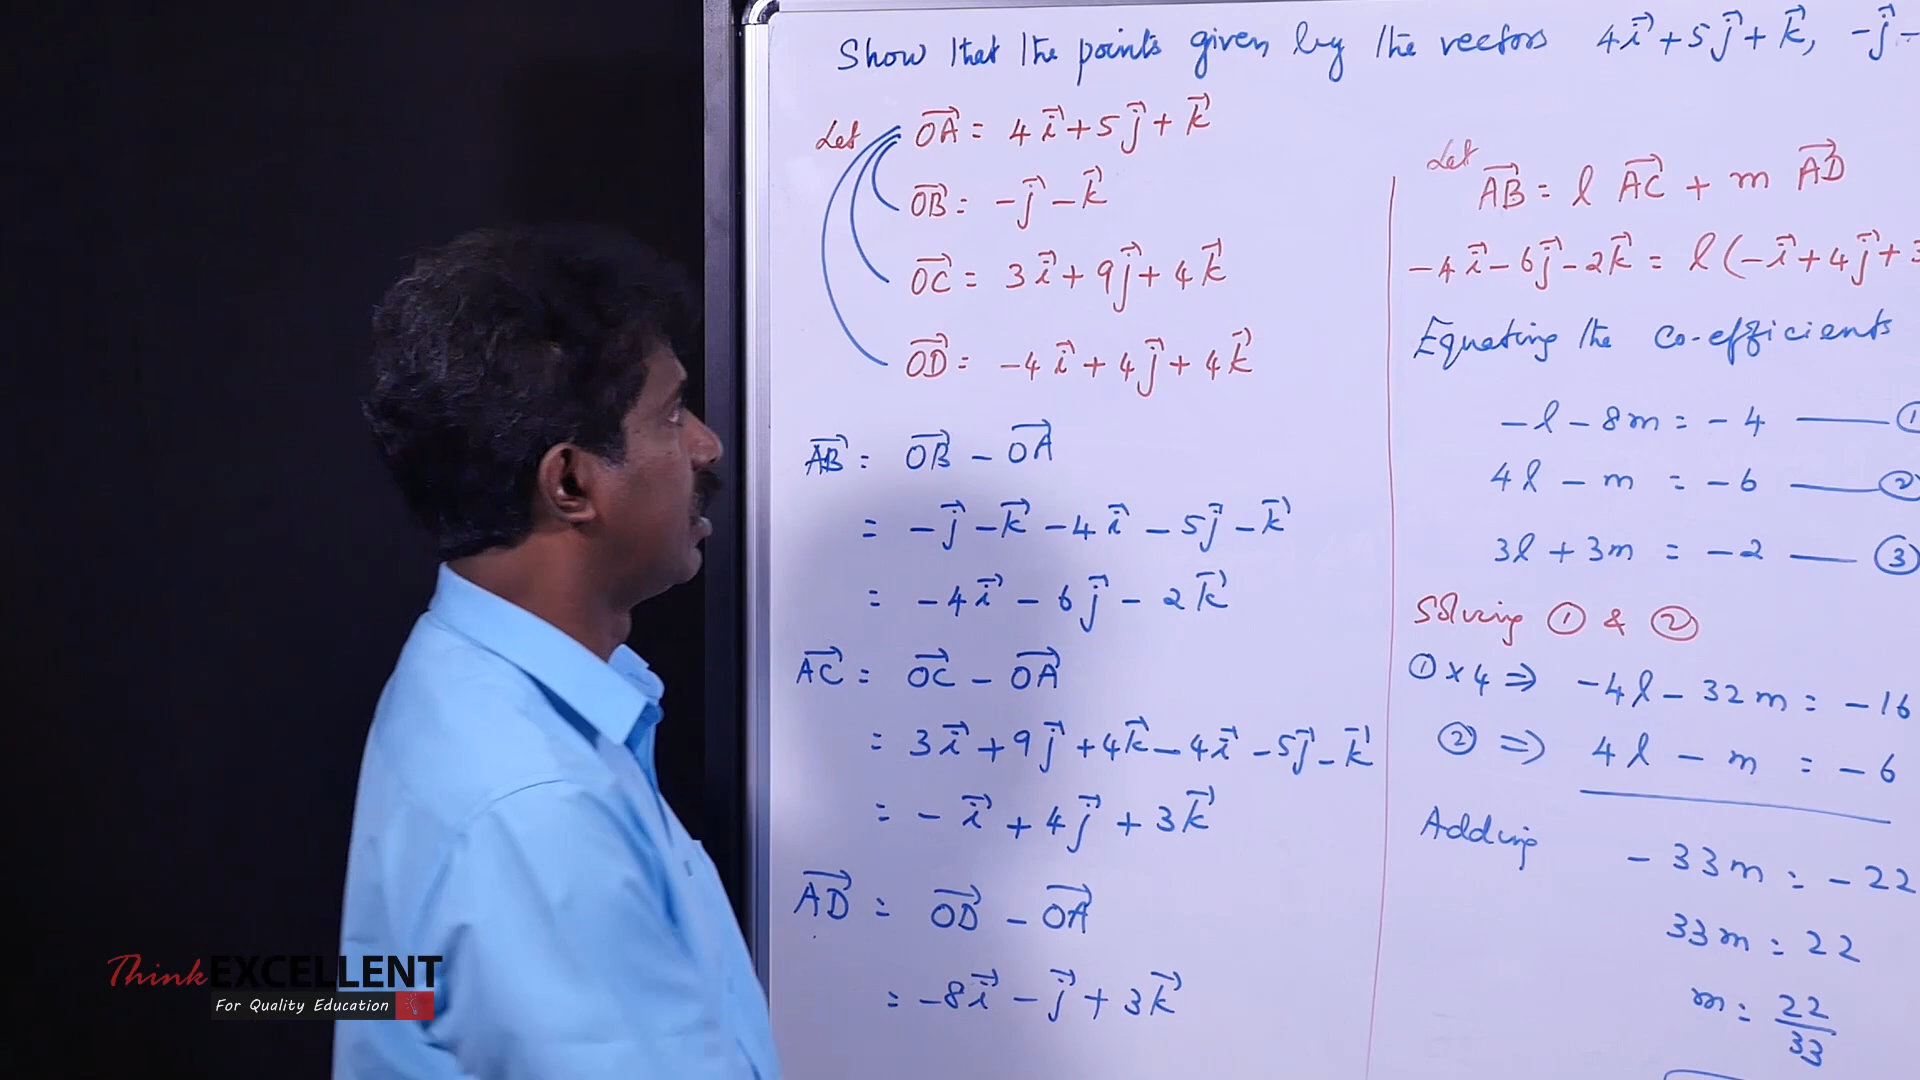 Show that the points given by the vectors 4i⃗+5j⃗+k⃗, -j⃗-
Let OA⃗ = 4i⃗+5j⃗+k⃗
OB⃗ = -j⃗-k⃗
OC⃗ = 3i⃗+9j⃗+4k⃗
OD⃗ = -4i⃗+4j⃗+4k⃗
AB⃗ = OB⃗ - OA⃗
= -j⃗-k⃗-4i⃗-5j⃗-k⃗
= -4i⃗-6j⃗-2k⃗
AC⃗ = OC⃗ - OA⃗
= 3i⃗+9j⃗+4k⃗-4i⃗-5j⃗-k⃗
= -i⃗+4j⃗+3k⃗
AD⃗ = OD⃗ - OA⃗
= -8i⃗-j⃗+3k⃗
Let AB⃗ = l AC⃗ + m AD⃗
-4i⃗-6j⃗-2k⃗ = l(-i⃗+4j⃗+3
Equating the co-efficients
-l-8m = -4 — ①
4l-m = -6 — ②
3l+3m = -2 — ③
Solving ① & ②
①×4 ⇒ -4l-32m = -16
② ⇒ 4l-m = -6
Adding -33m = -22
33m = 22
m = 22/33
Think EXCELLENT
For Quality Education